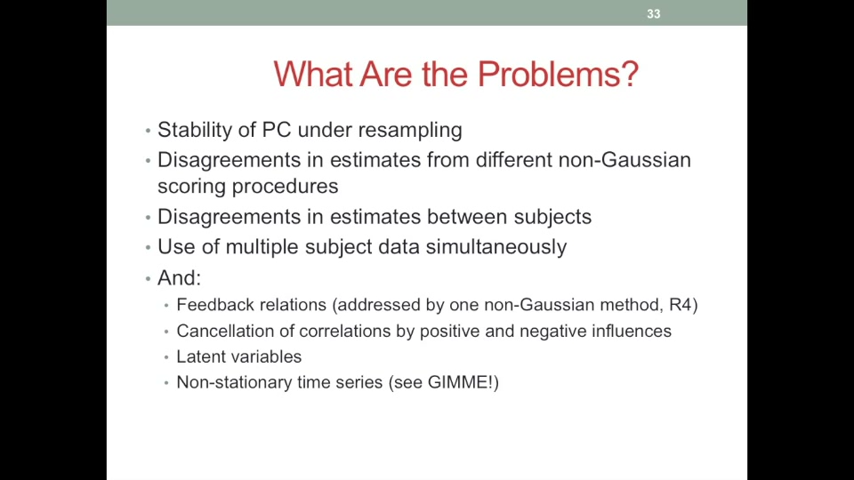 33
What Are the Problems?
• Stability of PC under resampling
• Disagreements in estimates from different non-Gaussian
scoring procedures
• Disagreements in estimates between subjects
• Use of multiple subject data simultaneously
• And:
• Feedback relations (addressed by one non-Gaussian method, R4)
• Cancellation of correlations by positive and negative influences
• Latent variables
• Non-stationary time series (see GIMME!)